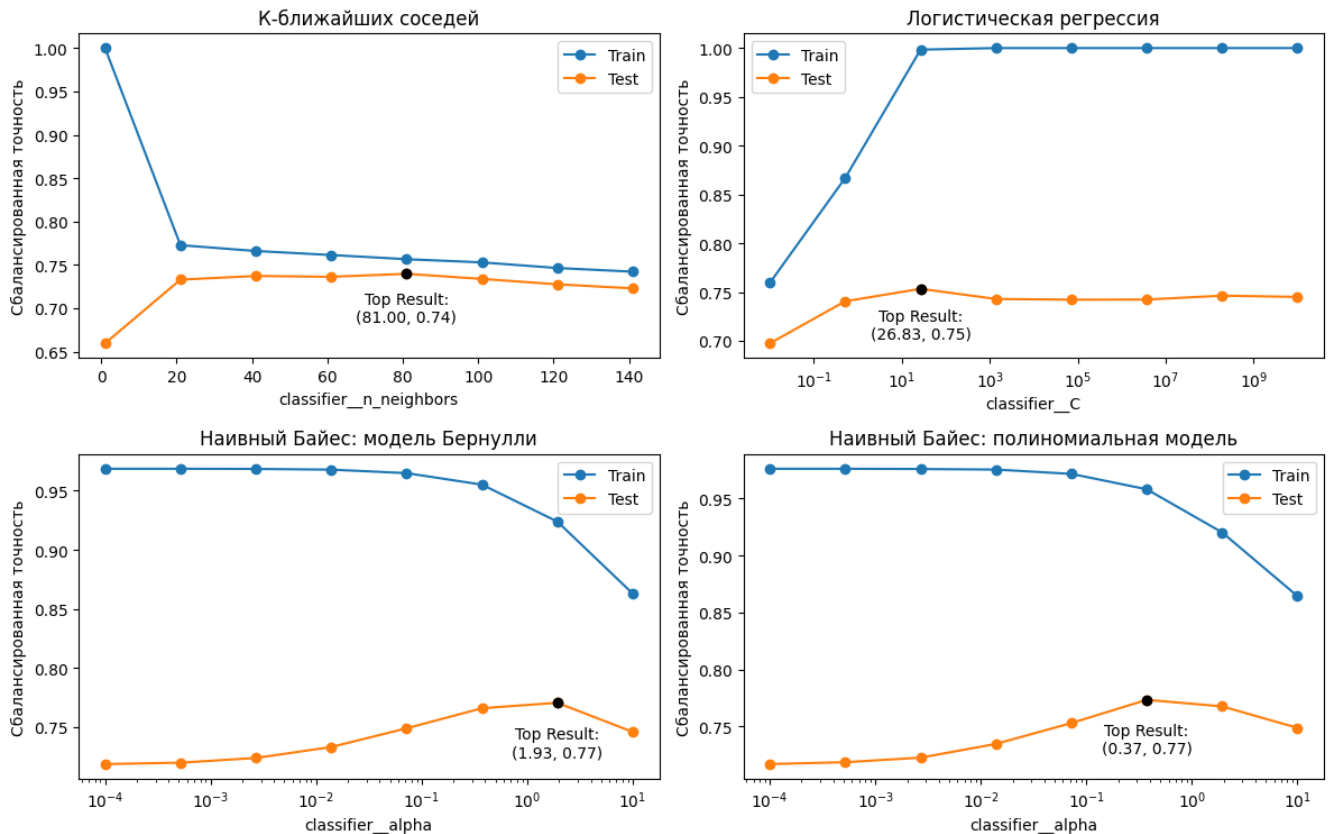 К-ближайших соседей
Сбалансированная точность
1.00
0.95
0.90
0.85
0.80
0.75
0.70
0.65
Train
Test
Top Result:
(81.00, 0.74)
0 20 40 60 80 100 120 140
classifier__n_neighbors
Логистическая регрессия
Сбалансированная точность
1.00
0.95
0.90
0.85
0.80
0.75
0.70
Train
Test
Top Result:
(26.83, 0.75)
10⁻¹ 10¹ 10³ 10⁵ 10⁷ 10⁹
classifier__C
Наивный Байес: модель Бернулли
Сбалансированная точность
0.95
0.90
0.85
0.80
0.75
Train
Test
Top Result:
(1.93, 0.77)
10⁻⁴ 10⁻³ 10⁻² 10⁻¹ 10⁰ 10¹
classifier__alpha
Наивный Байес: полиномиальная модель
Сбалансированная точность
0.95
0.90
0.85
0.80
0.75
Train
Test
Top Result:
(0.37, 0.77)
10⁻⁴ 10⁻³ 10⁻² 10⁻¹ 10⁰ 10¹
classifier__alpha